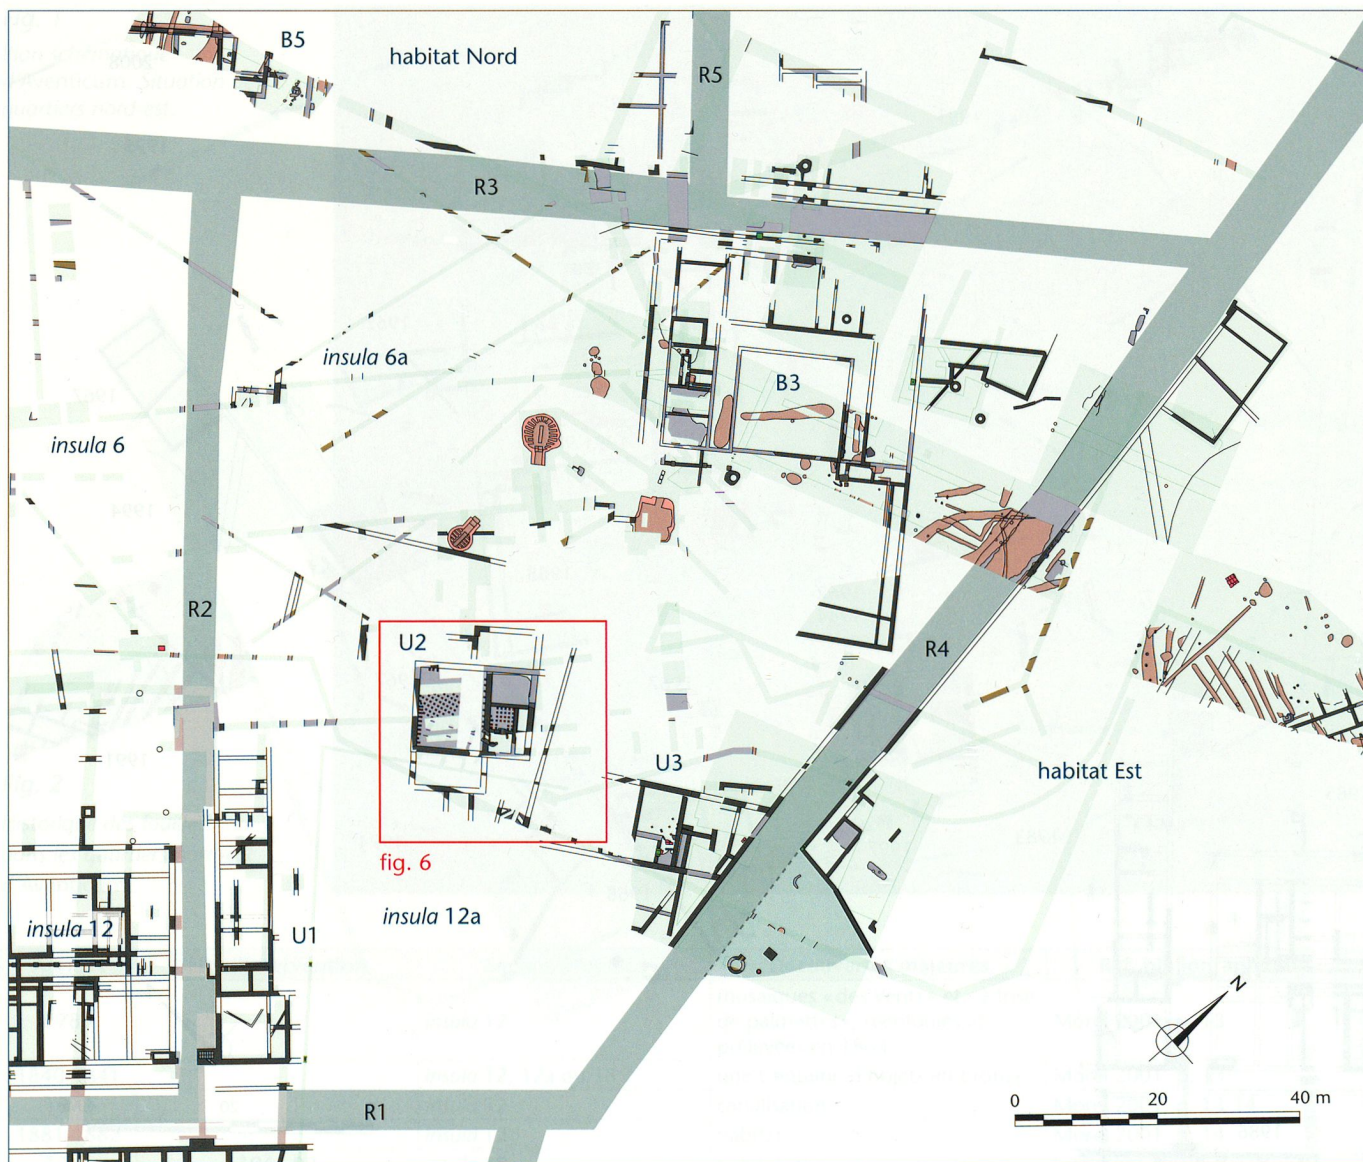 B5
habitat Nord
R5
R3
insula 6a
B3
insula 6
R2
U2
R4
U3
habitat Est
fig. 6
insula 12a
insula 12
U1
N
R1
0 20 40 m